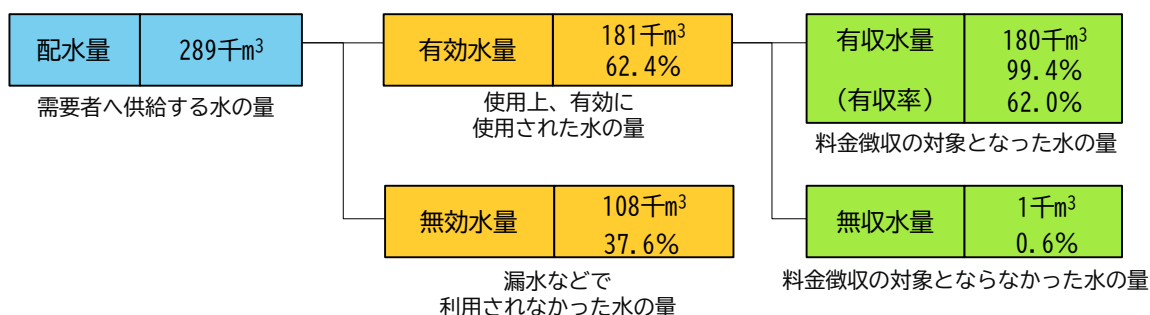 配水量 289千m³
需要者へ供給する水の量
有効水量 181千m³
62.4%
使用上、有効に
使用された水の量
無効水量 108千m³
37.6%
漏水などで
利用されなかった水の量
有収水量 180千m³
99.4%
（有収率） 62.0%
料金徴収の対象となった水の量
無収水量 1千m³
0.6%
料金徴収の対象とならなかった水の量